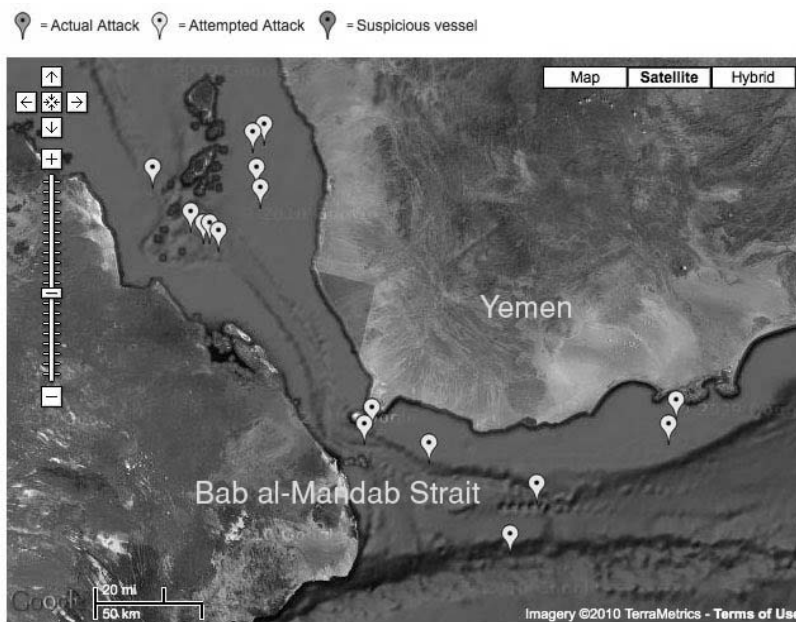 = Actual Attack = Attempted Attack = Suspicious vessel
Map Satellite Hybrid
Yemen
Bab al-Mandab Strait
Google
20 mi
50 km
Imagery ©2010 TerraMetrics - Terms of Use